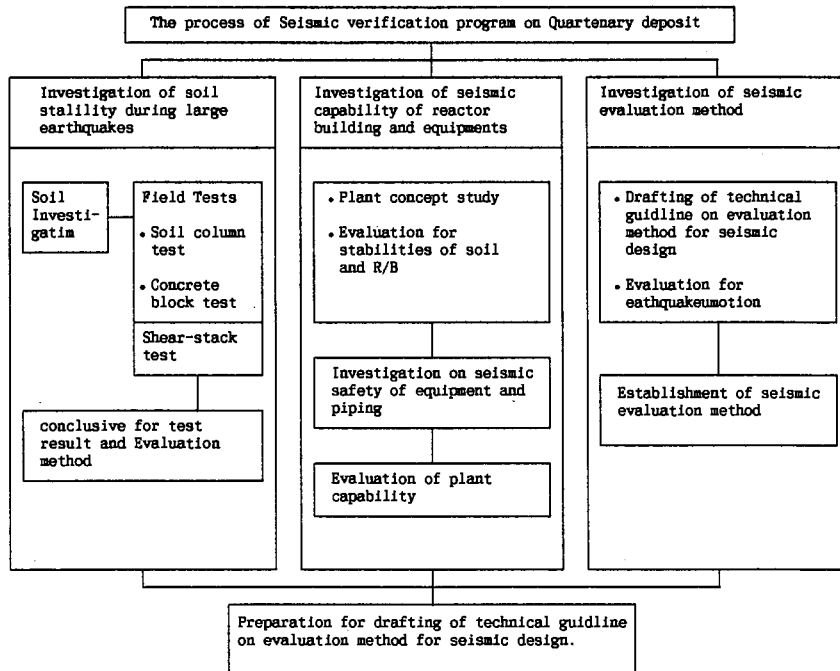 The process of Seismic verification program on Quartenary deposit
Investigation of soil
stalility during large
earthquakes
Soil
Investi-
gatim
Field Tests
• Soil column
test
• Concrete
block test
Shear-stack
test
conclusive for test
result and Evaluation
method
Investigation of seismic
capability of reactor
building and equipments
• Plant concept study
• Evaluation for
stabilities of soil
and R/B
Investigation on seismic
safety of equipment and
piping
Evaluation of plant
capability
Investigation of seismic
evaluation method
• Drafting of technical
guidline on evaluation
method for seismic
design
• Evaluation for
eathquakeumotion
Establishment of seismic
evaluation method
Preparation for drafting of technical guidline
on evaluation method for seismic design.